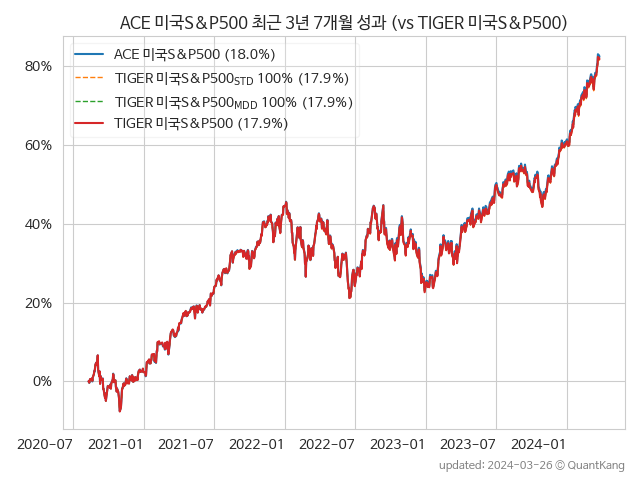 ACE 미국S&P500 최근 3년 7개월 성과 (vs TIGER 미국S&P500)
ACE 미국S&P500 (18.0%)
TIGER 미국S&P500STD 100% (17.9%)
TIGER 미국S&P500MDD 100% (17.9%)
TIGER 미국S&P500 (17.9%)
80%
60%
40%
20%
0%
2020-07 2021-01 2021-07 2022-01 2022-07 2023-01 2023-07 2024-01
updated: 2024-03-26 © QuantKang